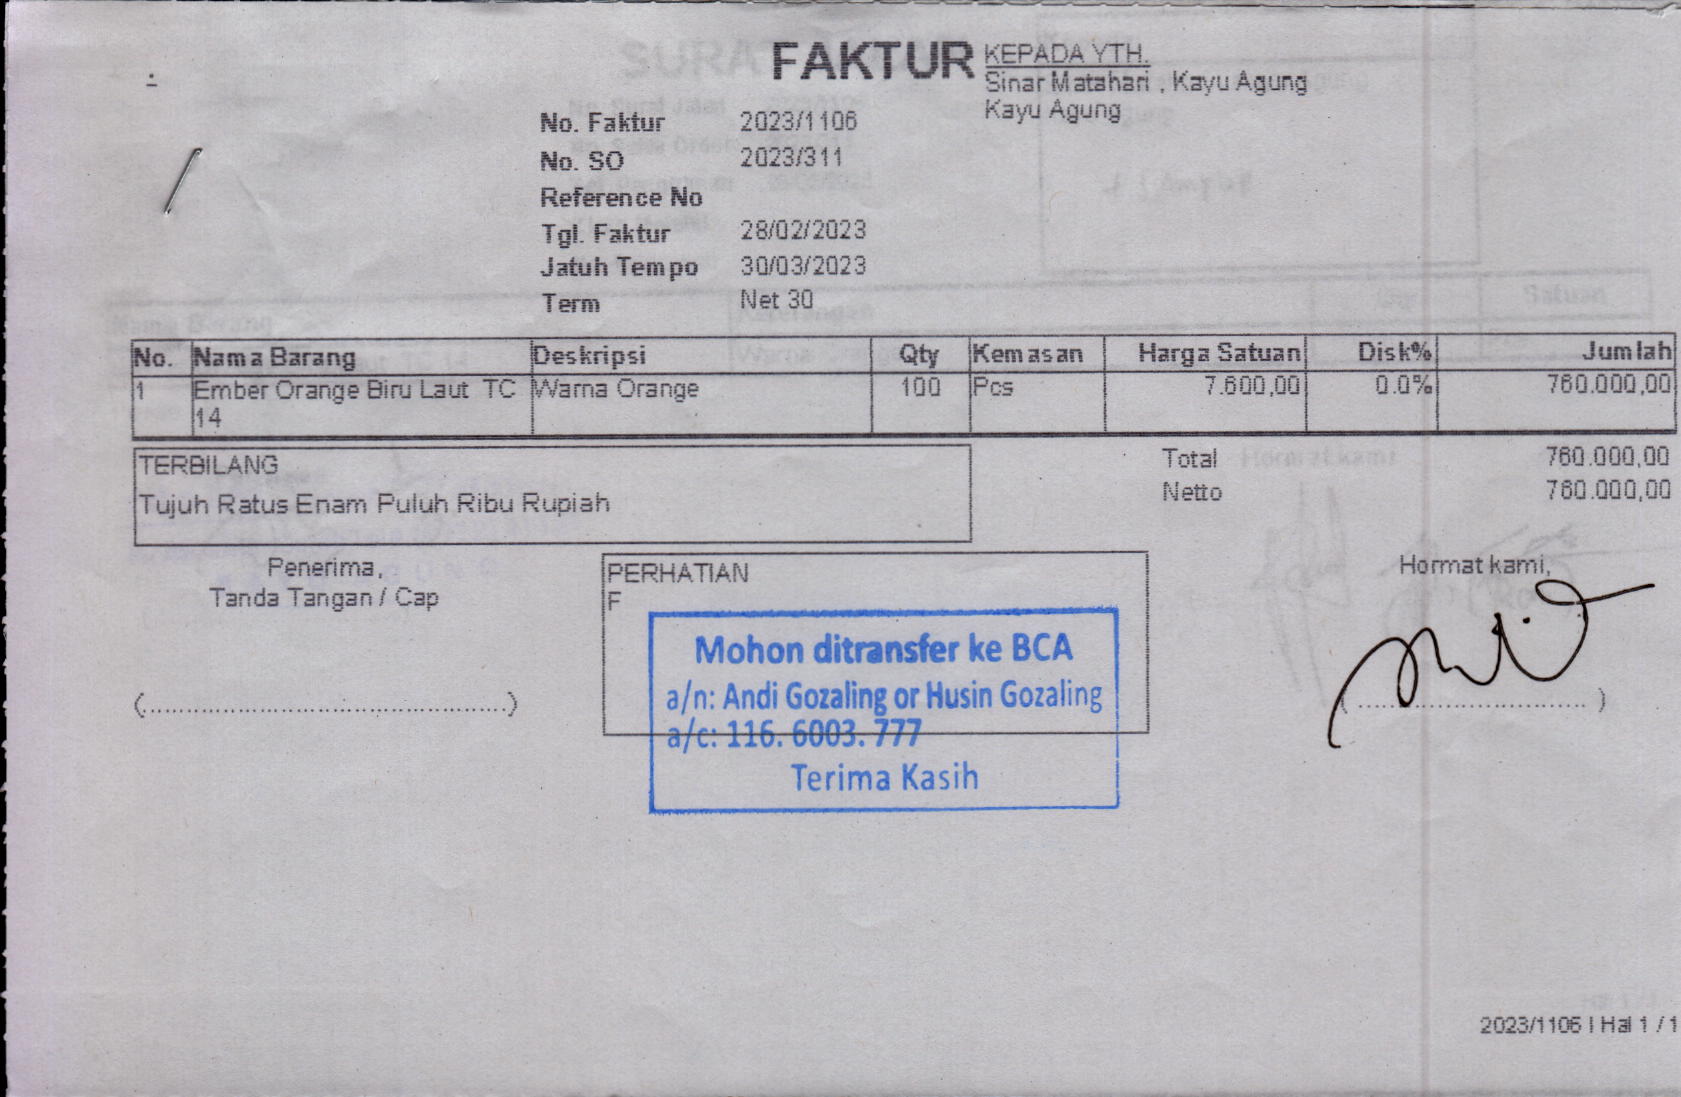 FAKTUR
KEPADA YTH.
Sinar Matahari , Kayu Agung
Kayu Agung
No. Faktur 2023/1106
No. SO 2023/311
Reference No
Tgl. Faktur 28/02/2023
Jatuh Tempo 30/03/2023
Term Net 30
No. Nama Barang Deskripsi Qty Kemasan Harga Satuan Disk% Jumlah
1 Ember Orange Biru Laut TC 14 Warna Orange 100 Pcs 7.600,00 0.0% 760.000,00
TERBILANG
Tujuh Ratus Enam Puluh Ribu Rupiah
Total 760.000,00
Netto 760.000,00
Penerima,
Tanda Tangan / Cap
(..............................................)
PERHATIAN
F
Mohon ditransfer ke BCA
a/n: Andi Gozaling or Husin Gozaling
a/c: 116. 6003. 777
Terima Kasih
Hormat kami,
( .............................. )
2023/1106 | Hal 1 / 1